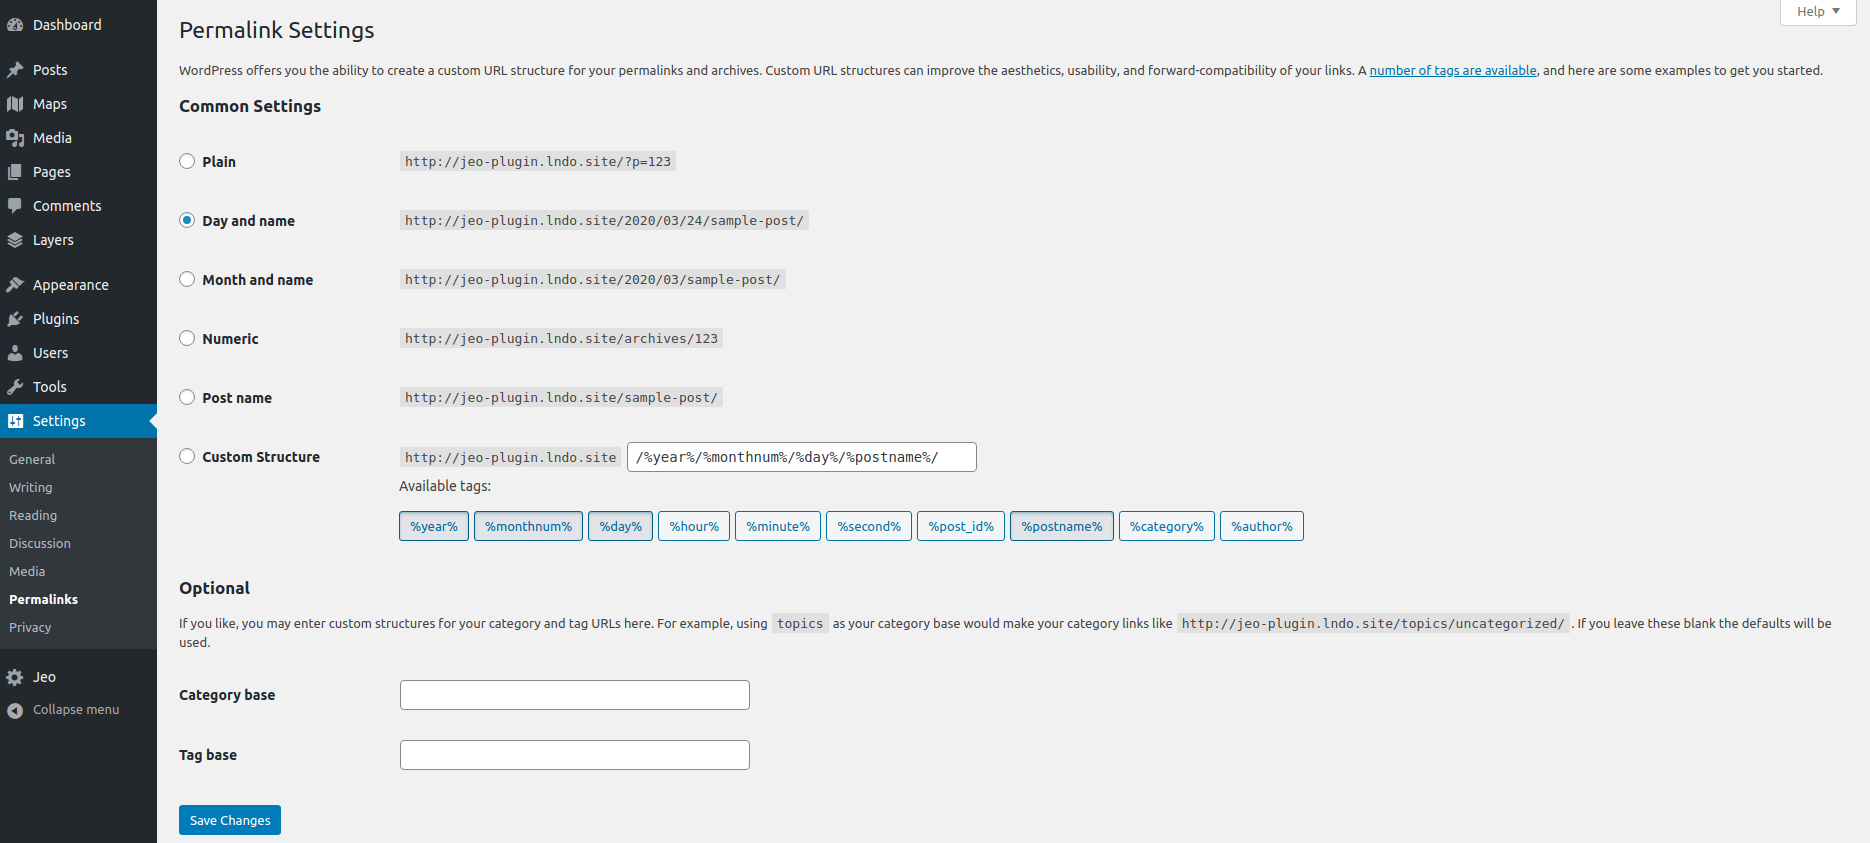 Dashboard
Posts
Maps
Media
Pages
Comments
Layers
Appearance
Plugins
Users
Tools
Settings
General
Writing
Reading
Discussion
Media
Permalinks
Privacy
Jeo
Collapse menu
Help
Permalink Settings
WordPress offers you the ability to create a custom URL structure for your permalinks and archives. Custom URL structures can improve the aesthetics, usability, and forward-compatibility of your links. A number of tags are available, and here are some examples to get you started.
Common Settings
Plain http://jeo-plugin.lndo.site/?p=123
Day and name http://jeo-plugin.lndo.site/2020/03/24/sample-post/
Month and name http://jeo-plugin.lndo.site/2020/03/sample-post/
Numeric http://jeo-plugin.lndo.site/archives/123
Post name http://jeo-plugin.lndo.site/sample-post/
Custom Structure http://jeo-plugin.lndo.site /%year%/%monthnum%/%day%/%postname%/
Available tags:
%year% %monthnum% %day% %hour% %minute% %second% %post_id% %postname% %category% %author%
Optional
If you like, you may enter custom structures for your category and tag URLs here. For example, using topics as your category base would make your category links like http://jeo-plugin.lndo.site/topics/uncategorized/ . If you leave these blank the defaults will be
used.
Category base
Tag base
Save Changes